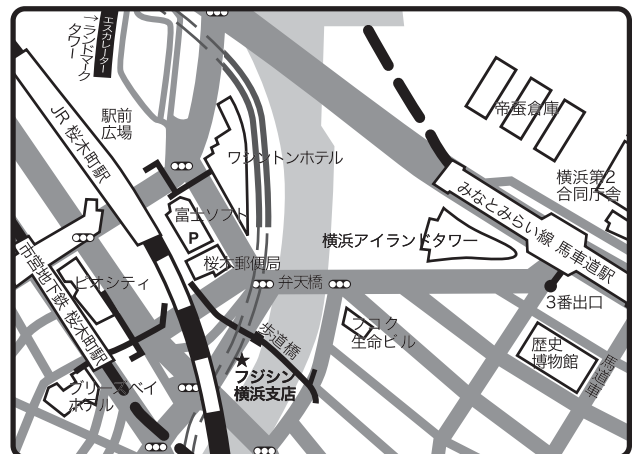 エスカレーター
↑ランドマーク
タワー
駅前
広場
JR 桜木町駅
ワシントンホテル
帝蚕倉庫
横浜第2
合同庁舎
みなとみらい線 馬車道駅
富士ソフト
P
横浜アイランドタワー
桜木郵便局
市営地下鉄 桜木町駅
ピオシティ
弁天橋
3番出口
歩道橋
フコク
生命ビル
歴史
博物館
馬車道
★
フジシン
横浜支店
ブリーズベイ
ホテル